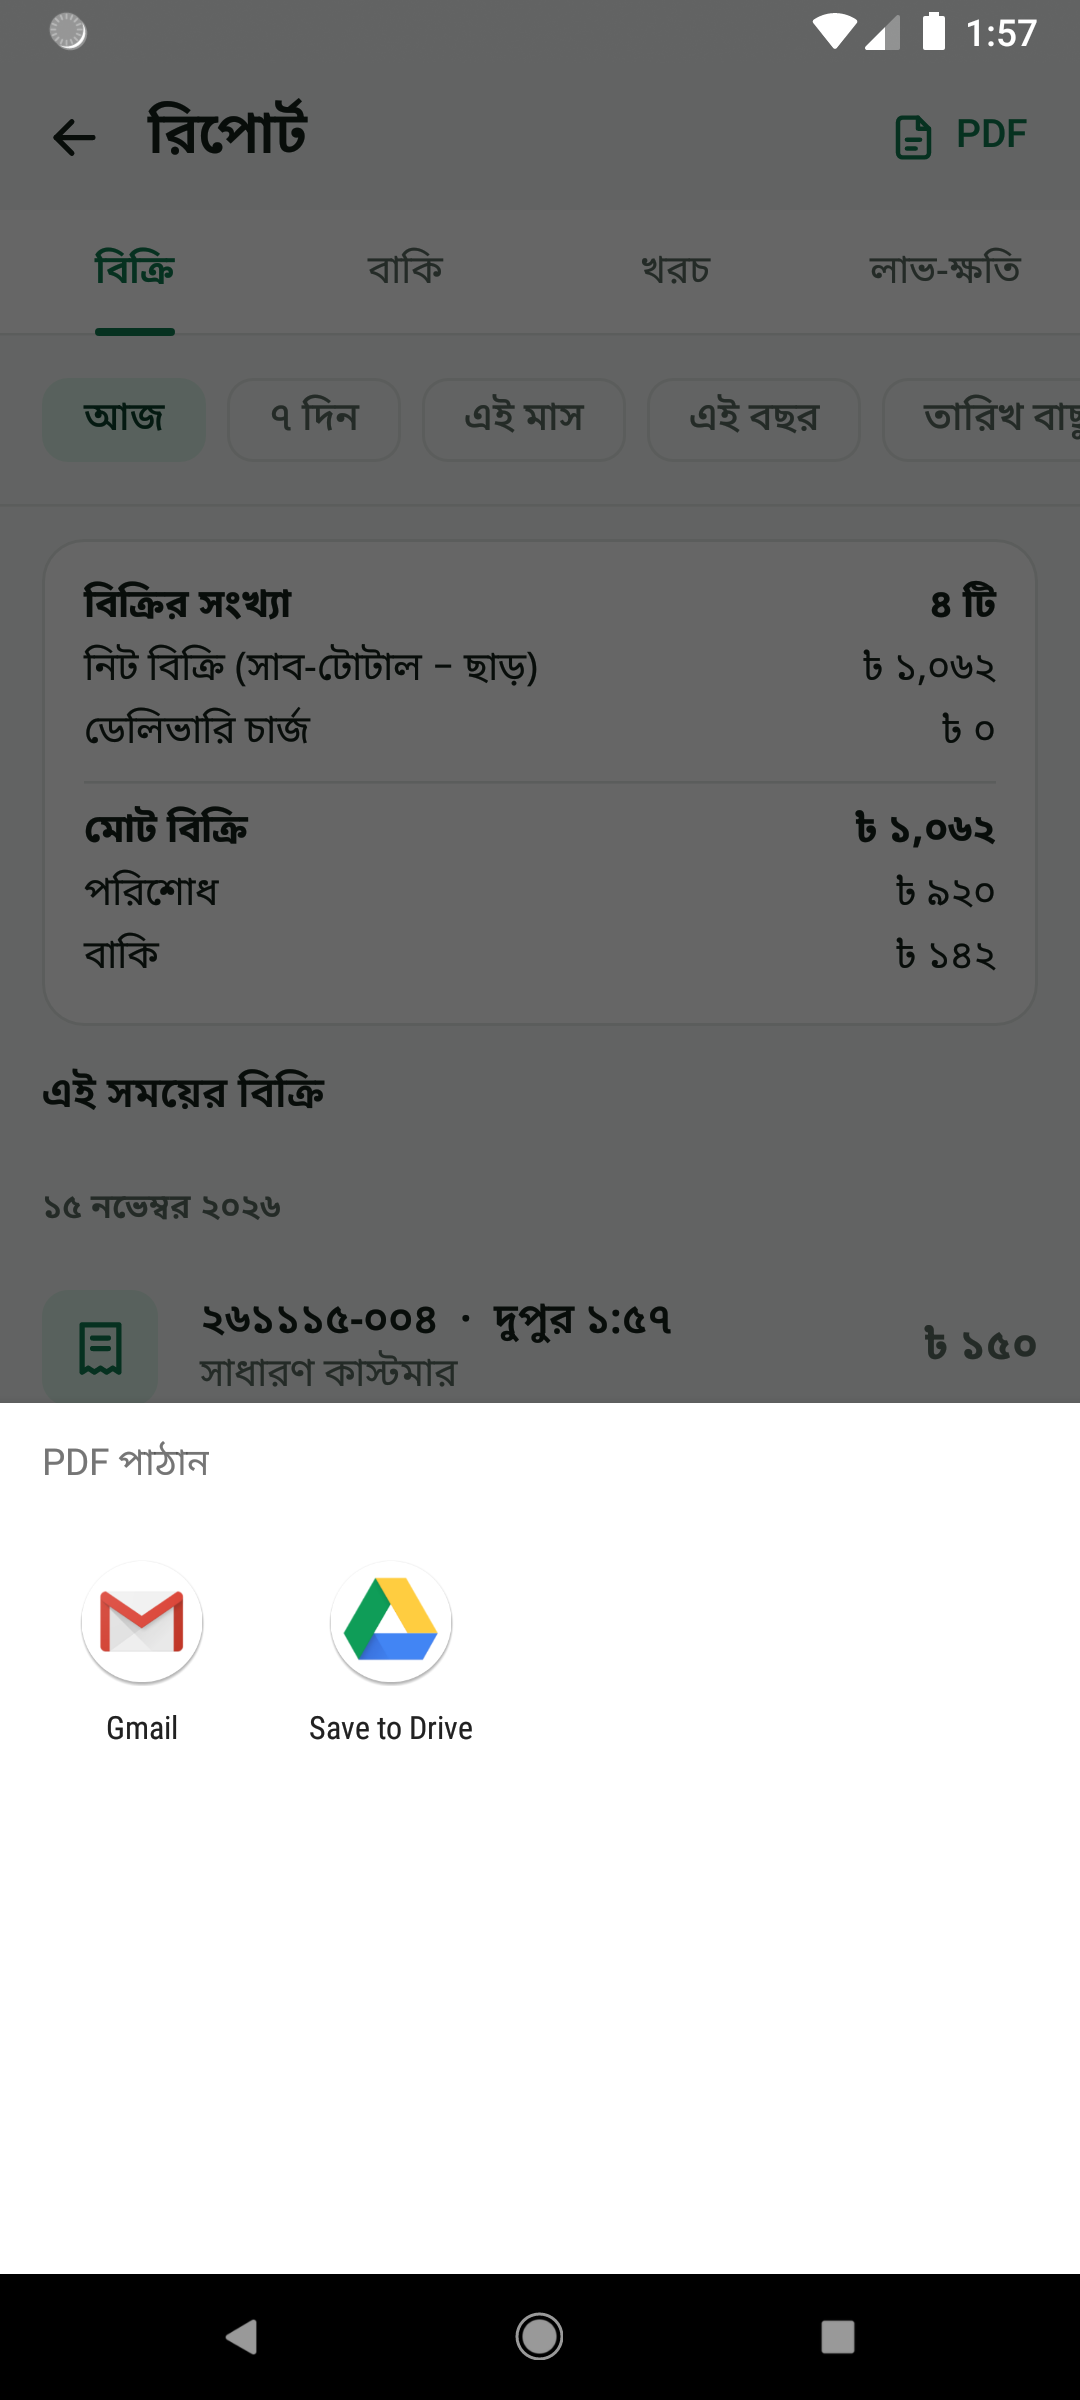 1:57
রিপোর্ট
PDF
বিক্রি
বাকি
খরচ
লাভ-ক্ষতি
আজ
৭ দিন
এই মাস
এই বছর
তারিখ
বিক্রির সংখ্যা
৪ টি
নিট বিক্রি (সাব-টোটাল – ছাড়)
৳ ১,০৬২
ডেলিভারি চার্জ
৳ ০
মোট বিক্রি
৳ ১,০৬২
পরিশোধ
৳ ৯২০
বাকি
৳ ১৪২
এই সময়ের বিক্রি
১৫ নভেম্বর ২০২৬
২৬১১১৫-০০৪ · দুপুর ১:৫৭
সাধারণ কাস্টমার
৳ ১৫০
PDF পাঠান
Gmail
Save to Drive